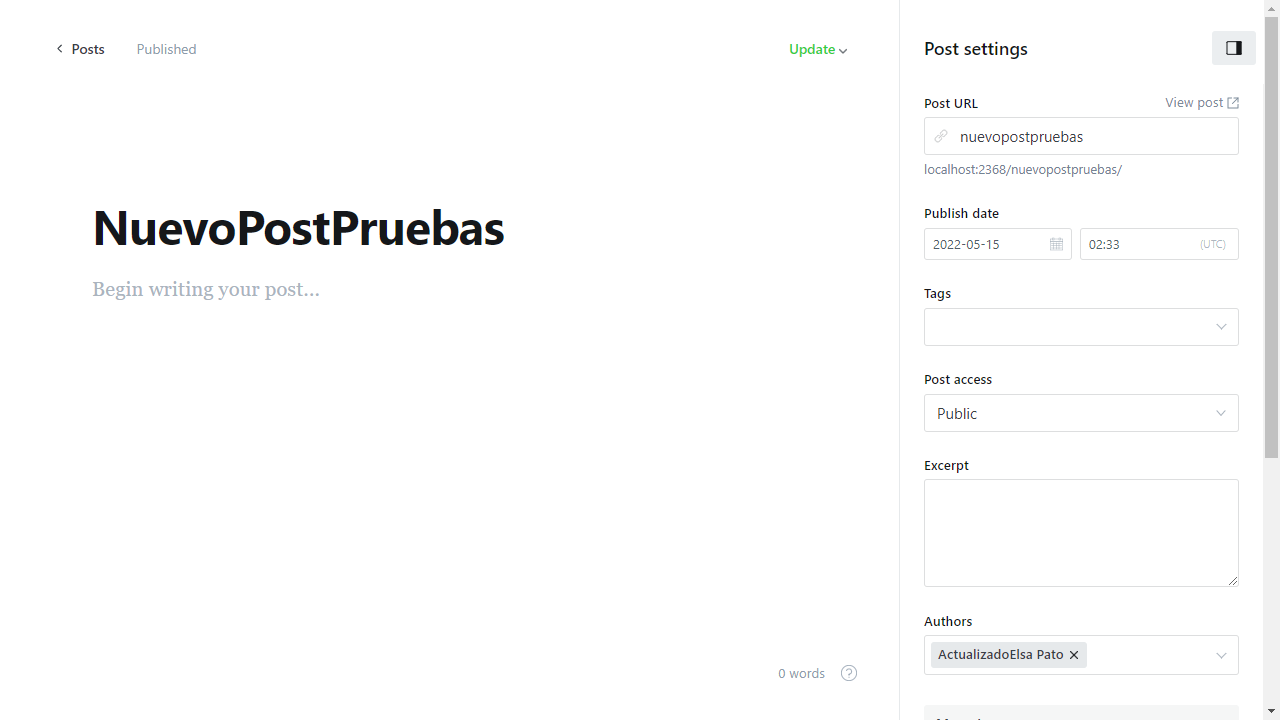 Posts
Published
Update
NuevoPostPruebas
Begin writing your post...
0 words
?
Post settings
Post URL
View post
nuevopostpruebas
localhost:2368/nuevopostpruebas/
Publish date
2022-05-15
02:33
(UTC)
Tags
Post access
Public
Excerpt
Authors
ActualizadoElsa Pato